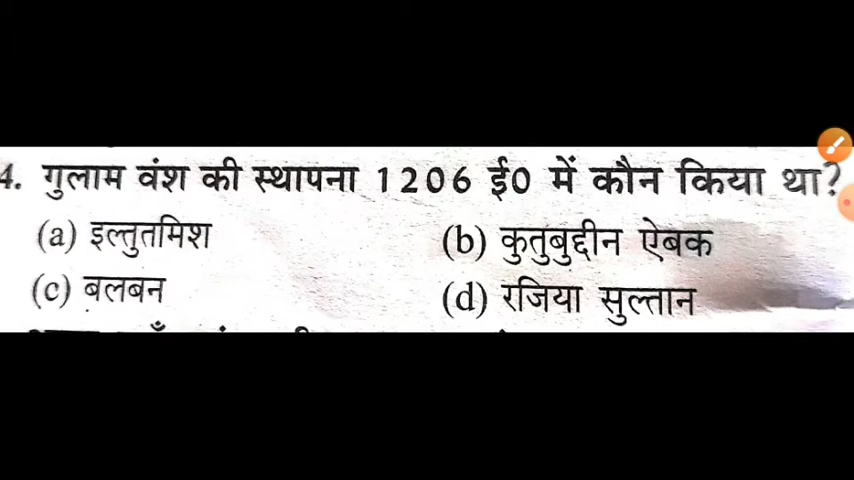 4. गुलाम वंश की स्थापना 1206 ई0 में कौन किया था?
(a) इल्तुतमिश (b) कुतुबुद्दीन ऐबक
(c) बलबन (d) रजिया सुल्तान